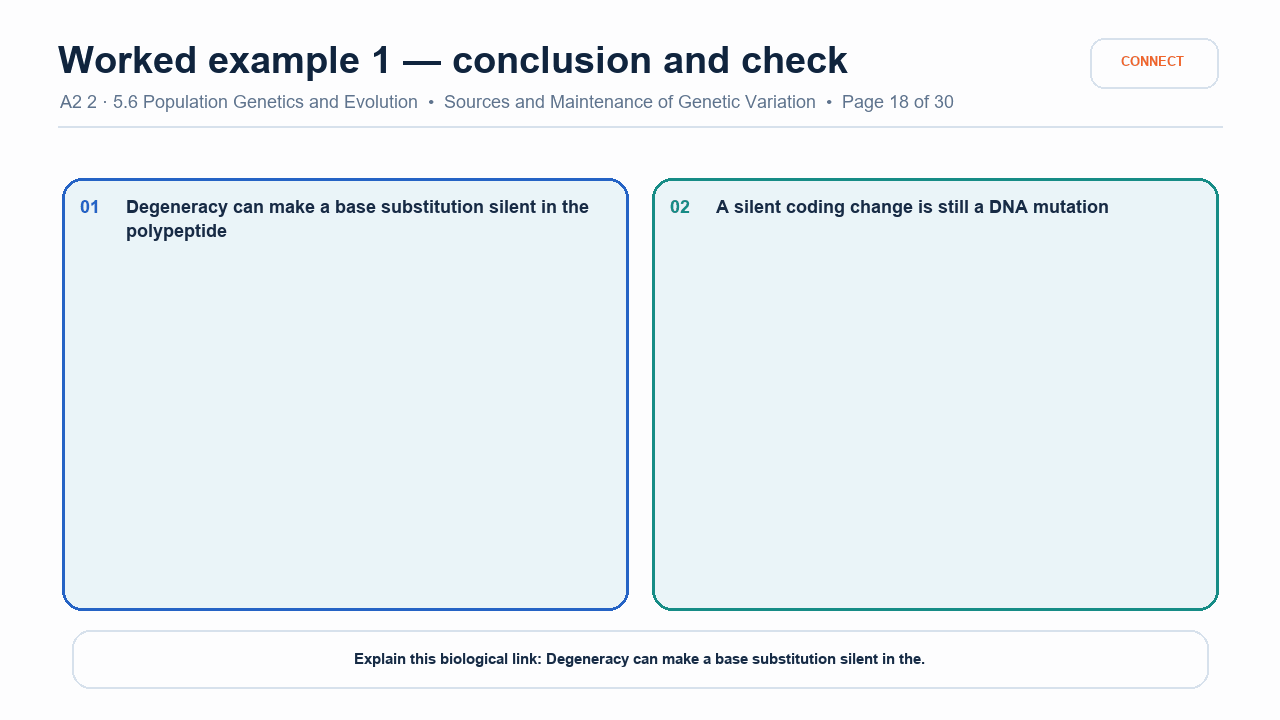 Worked example 1 — conclusion and check
CONNECT
A2 2 · 5.6 Population Genetics and Evolution • Sources and Maintenance of Genetic Variation • Page 18 of 30
01 Degeneracy can make a base substitution silent in the
polypeptide
02 A silent coding change is still a DNA mutation
Explain this biological link: Degeneracy can make a base substitution silent in the.